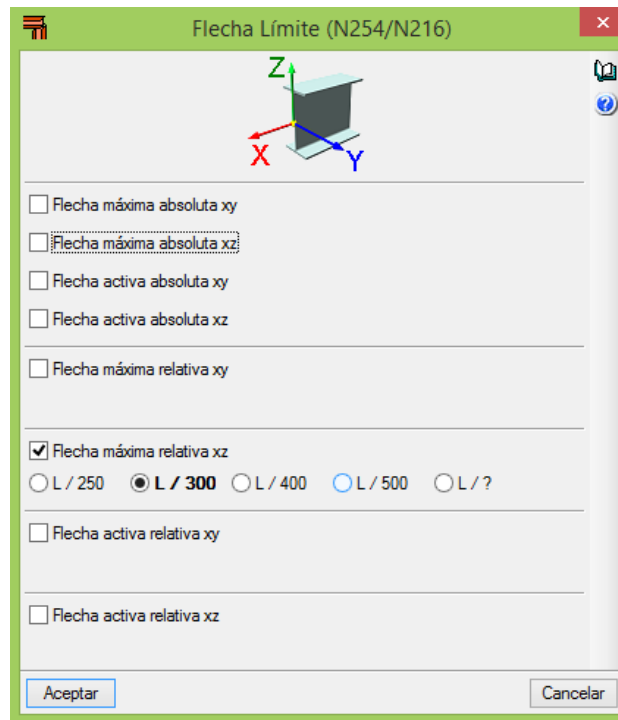 Flecha Límite (N254/N216)
Z
X
Y
Flecha máxima absoluta xy
Flecha máxima absoluta xz
Flecha activa absoluta xy
Flecha activa absoluta xz
Flecha máxima relativa xy
Flecha máxima relativa xz
L / 250 L / 300 L / 400 L / 500 L / ?
Flecha activa relativa xy
Flecha activa relativa xz
Aceptar Cancelar